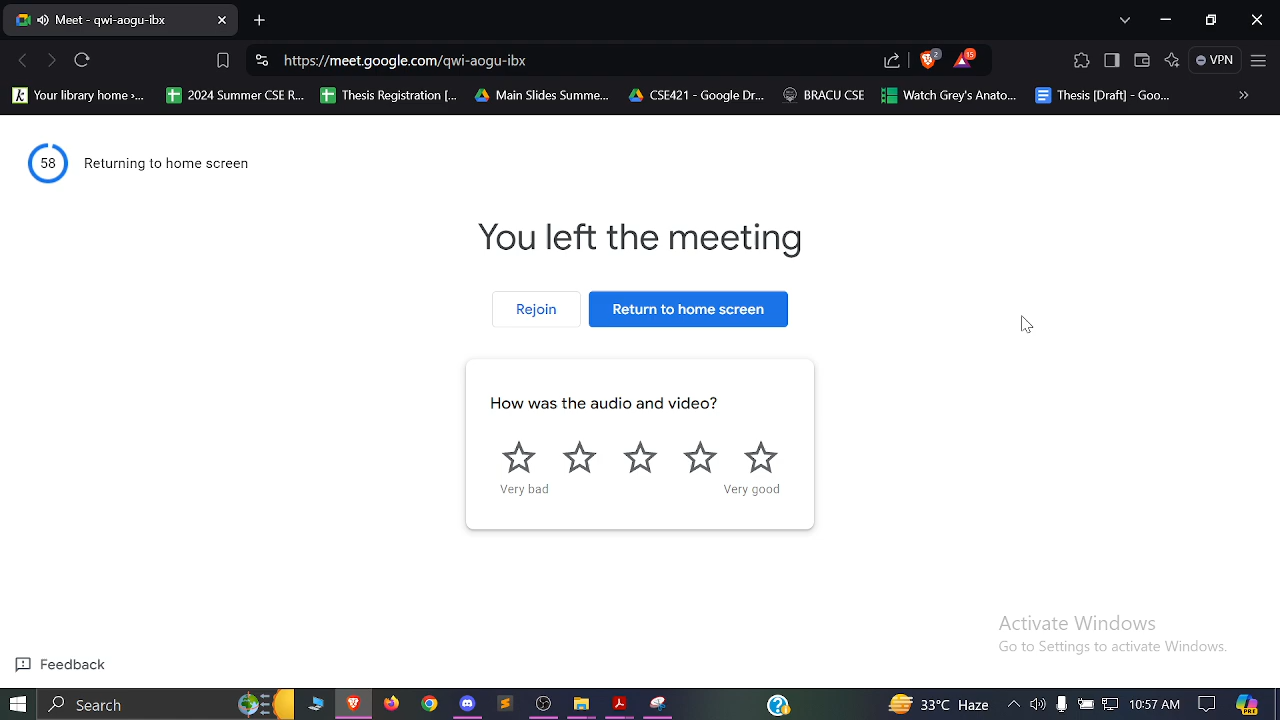 Meet - qwi-aogu-ibx
https://meet.google.com/qwi-aogu-ibx
2
15
VPN
k Your library home ›...
2024 Summer CSE R...
Thesis Registration [...
Main Slides Summe...
CSE421 - Google Dr...
BRACU CSE
Watch Grey's Anato...
Thesis [Draft] - Goo...
58 Returning to home screen
You left the meeting
Rejoin
Return to home screen
How was the audio and video?
Very bad
Very good
Activate Windows
Go to Settings to activate Windows.
Feedback
Search
33°C Haze
10:57 AM
PRE